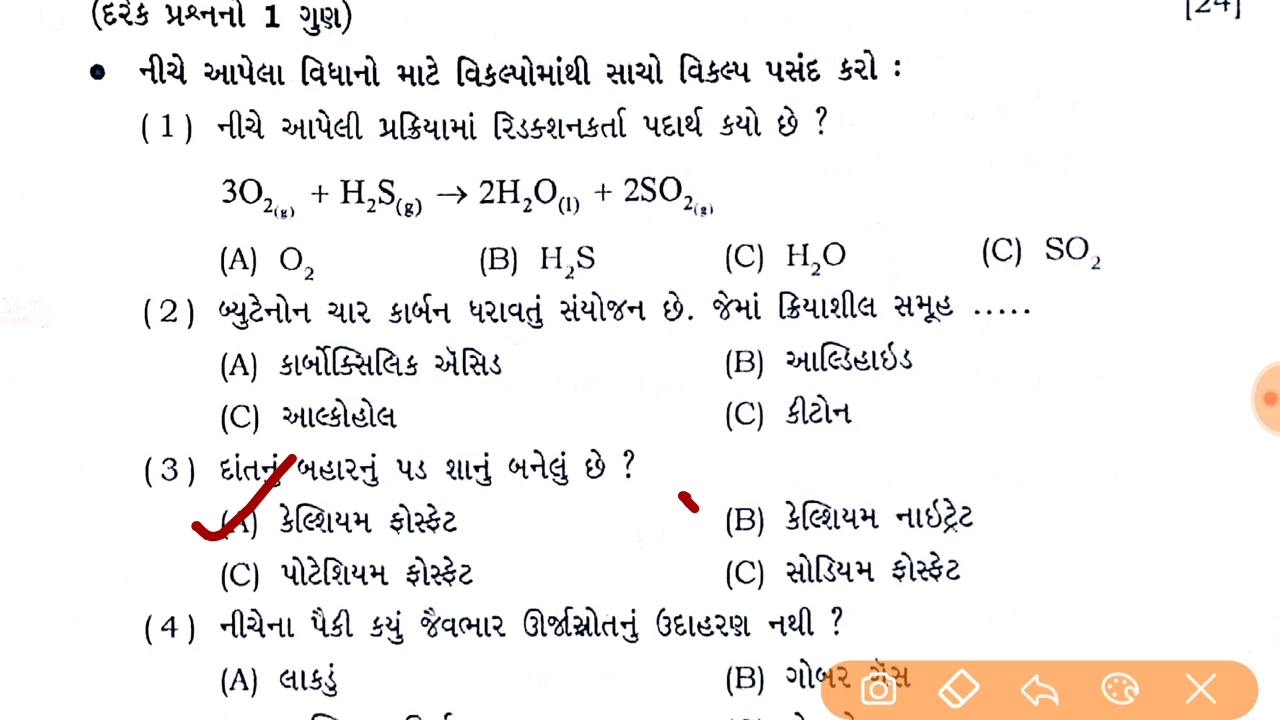 (દરેક પ્રશ્નનો 1 ગુણ) [24]
• નીચે આપેલા વિધાનો માટે વિકલ્પોમાંથી સાચો વિકલ્પ પસંદ કરો :
(1) નીચે આપેલી પ્રક્રિયામાં રિડક્શનકર્તા પદાર્થ કયો છે ?
3O₂₍g₎ + H₂S₍g₎ → 2H₂O₍l₎ + 2SO₂₍g₎
(A) O₂ (B) H₂S (C) H₂O (C) SO₂
(2) બ્યુટેનોન ચાર કાર્બન ધરાવતું સંયોજન છે. જેમાં ક્રિયાશીલ સમૂહ .....
(A) કાર્બોક્સિલિક ઍસિડ (B) આલ્ડિહાઇડ
(C) આલ્કોહોલ (C) કીટોન
(3) દાંતનું બહારનું પડ શાનું બનેલું છે ?
(A) કેલ્શિયમ ફોસ્ફેટ (B) કેલ્શિયમ નાઇટ્રેટ
(C) પોટેશિયમ ફોસ્ફેટ (C) સોડિયમ ફોસ્ફેટ
(4) નીચેના પૈકી કયું જૈવભાર ઊર્જાસ્રોતનું ઉદાહરણ નથી ?
(A) લાકડું (B) ગોબર ગૅસ